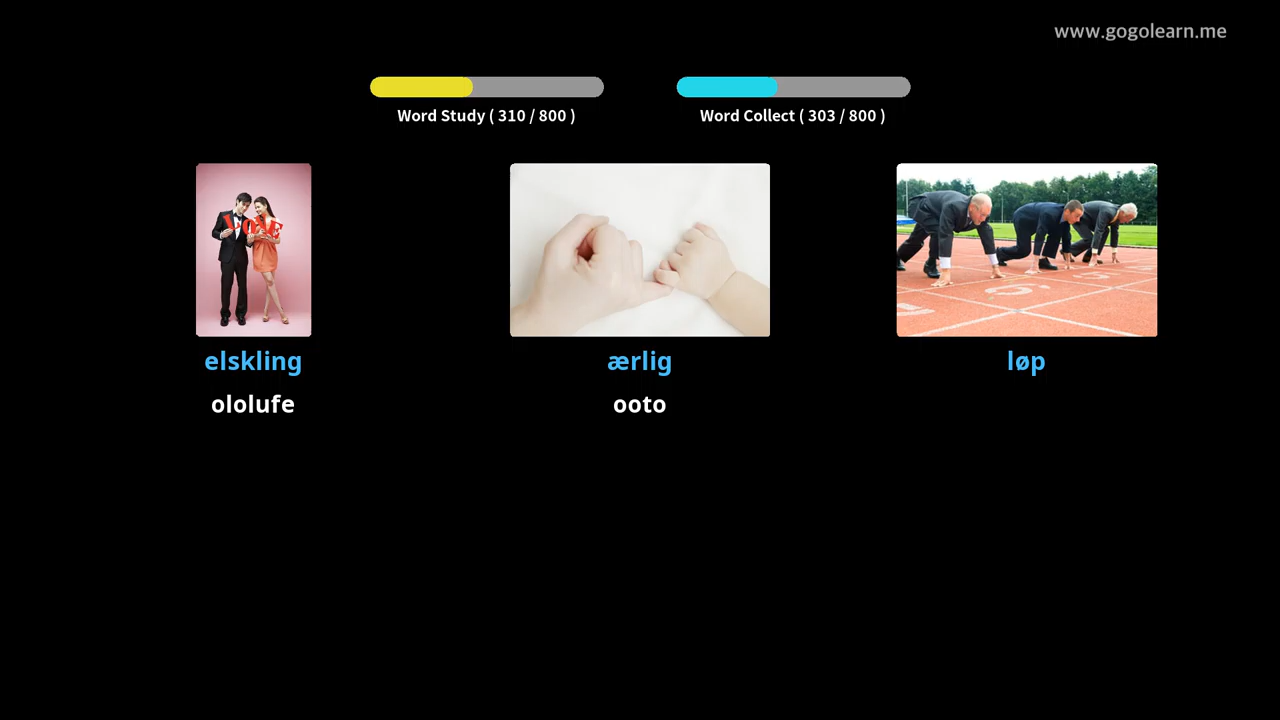 www.gogolearn.me
Word Study ( 310 / 800 )
Word Collect ( 303 / 800 )
elskling
ærlig
løp
ololufe
ooto